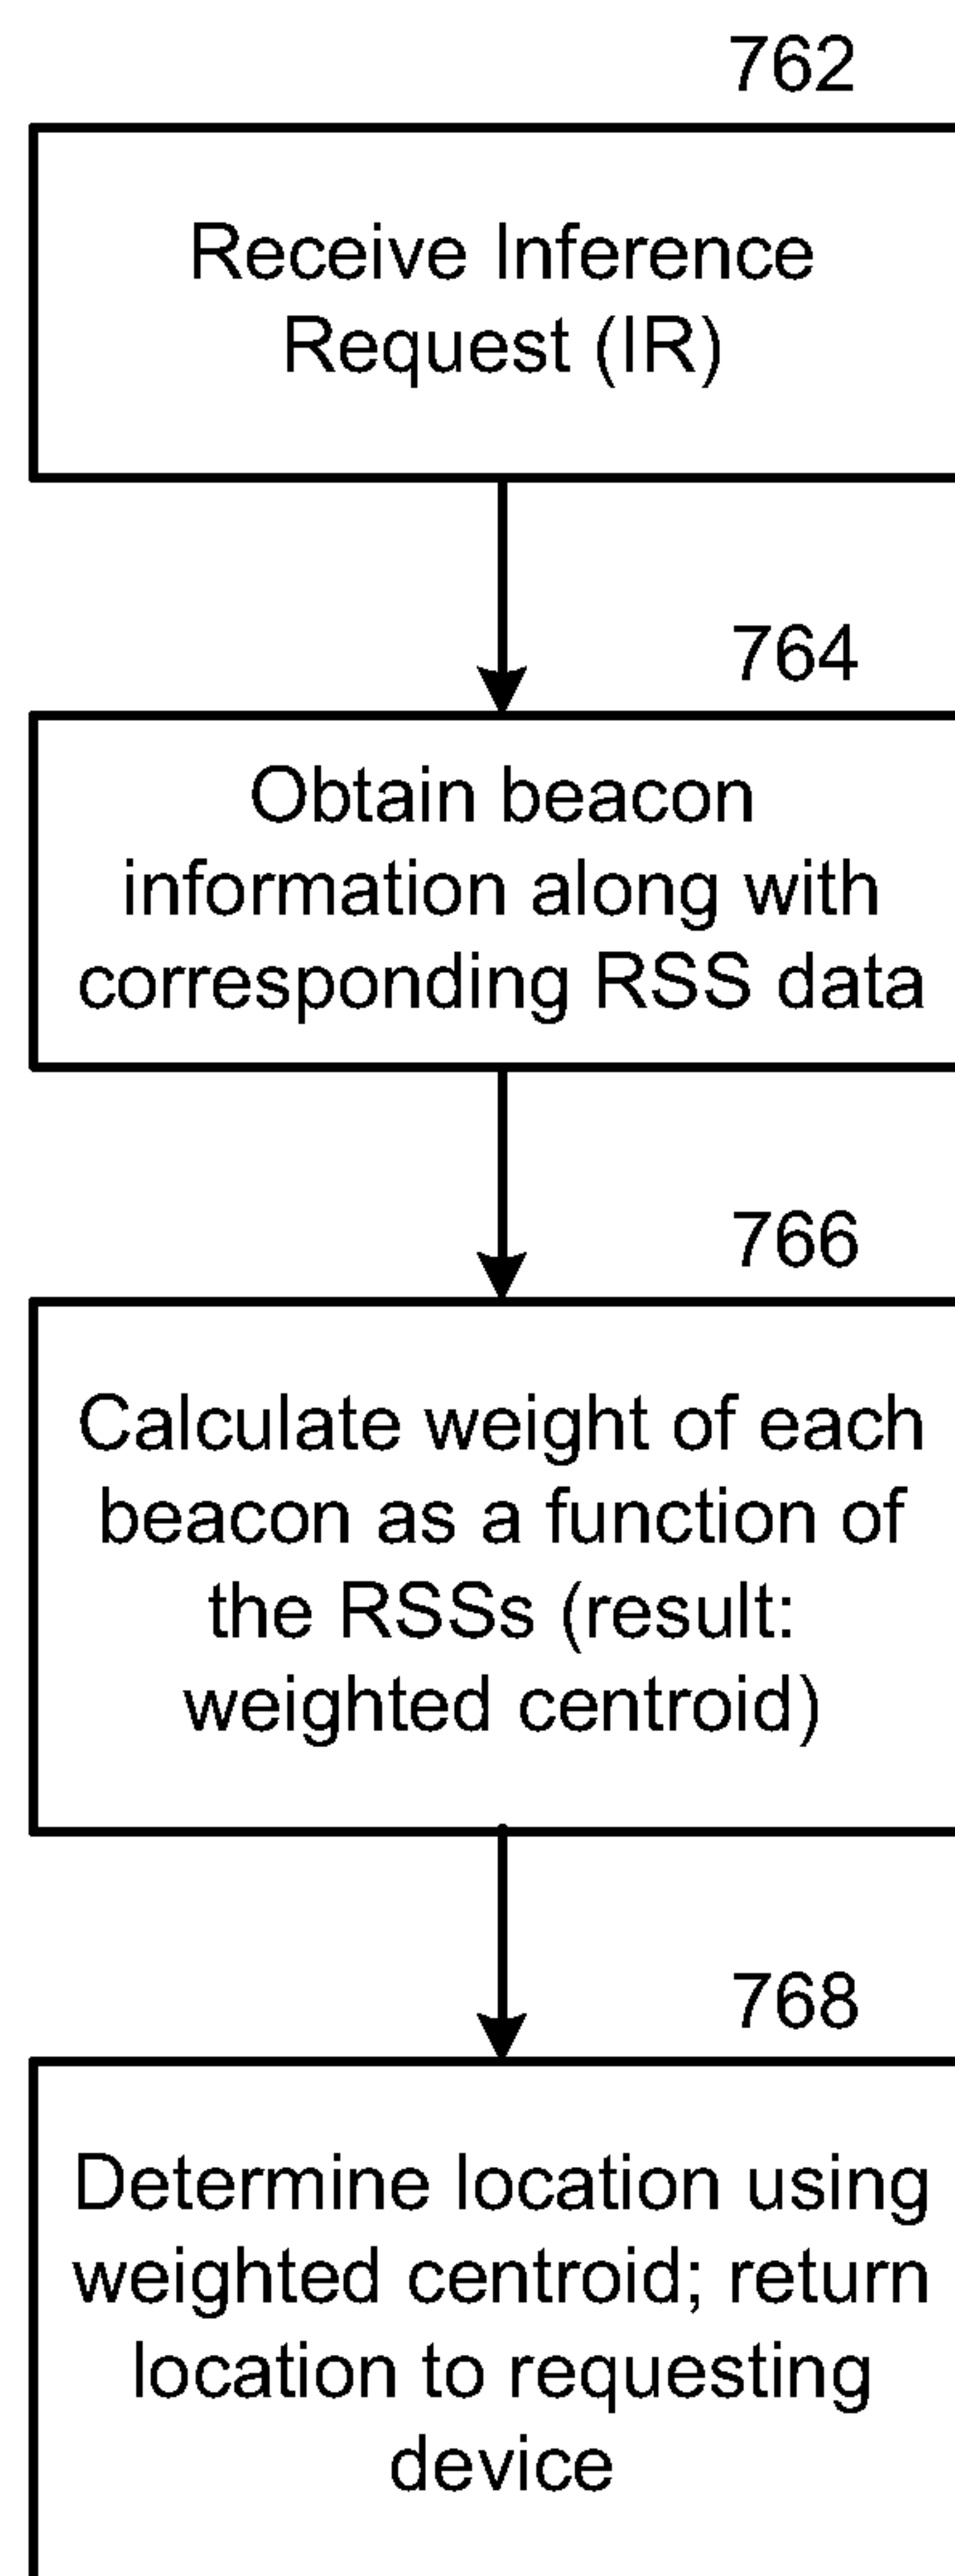 762
Receive Inference
Request (IR)
764
Obtain beacon
information along with
corresponding RSS data
766
Calculate weight of each
beacon as a function of
the RSSs (result:
weighted centroid)
768
Determine location using
weighted centroid; return
location to requesting
device